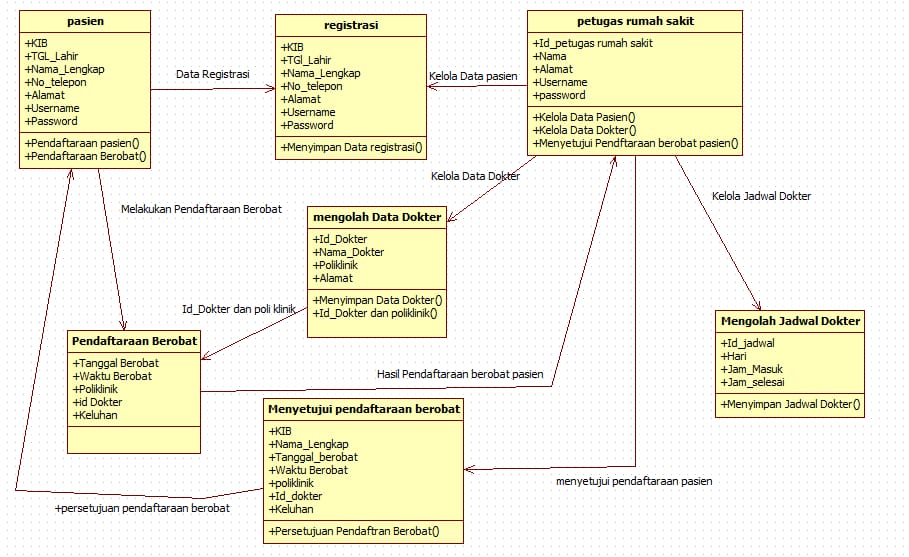 pasien
+KIB
+TGL_Lahir
+Nama_Lengkap
+No_telepon
+Alamat
+Username
+Password
+Pendaftaraan pasien()
+Pendaftaraan Berobat()
Data Registrasi
registrasi
+KIB
+TGl_Lahir
+Nama_Lengkap
+No_telepon
+Alamat
+Username
+Password
+Menyimpan Data registrasi()
Kelola Data pasien
petugas rumah sakit
+Id_petugas rumah sakit
+Nama
+Alamat
+Username
+password
+Kelola Data Pasien()
+Kelola Data Dokter()
+Menyetujui Pendftaraan berobat pasien()
Kelola Data Dokter
Kelola Jadwal Dokter
Melakukan Pendaftaraan Berobat
mengolah Data Dokter
+Id_Dokter
+Nama_Dokter
+Poliklinik
+Alamat
+Menyimpan Data Dokter()
+Id_Dokter dan poliklinik()
Id_Dokter dan poli klinik
Mengolah Jadwal Dokter
+Id_jadwal
+Hari
+Jam_Masuk
+Jam_selesai
+Menyimpan Jadwal Dokter()
Pendaftaraan Berobat
+Tanggal Berobat
+Waktu Berobat
+Poliklinik
+id Dokter
+Keluhan
Hasil Pendaftaraan berobat pasien
Menyetujui pendaftaraan berobat
+KIB
+Nama_Lengkap
+Tanggal_berobat
+Waktu Berobat
+poliklinik
+Id_dokter
+Keluhan
+Persetujuan Pendaftran Berobat()
menyetujui pendaftaraan pasien
+persetujuan pendaftaraan berobat